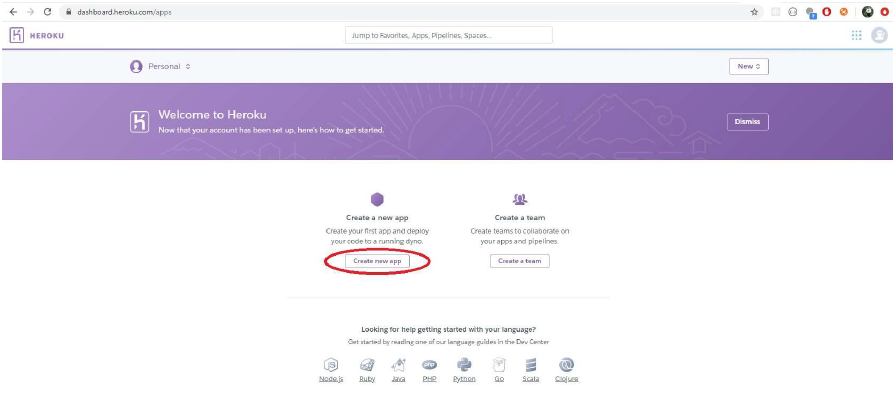 dashboard.heroku.com/apps
HEROKU
Jump to Favorites, Apps, Pipelines, Spaces...
Personal
New
Welcome to Heroku
Now that your account has been set up, here's how to get started.
Dismiss
Create a new app
Create your first app and deploy
your code to a running dyno.
Create new app
Create a team
Create teams to collaborate on
your apps and pipelines.
Create a team
Looking for help getting started with your language?
Get started by reading one of our language guides in the Dev Center
Node.js Ruby Java PHP Python Go Scala Clojure